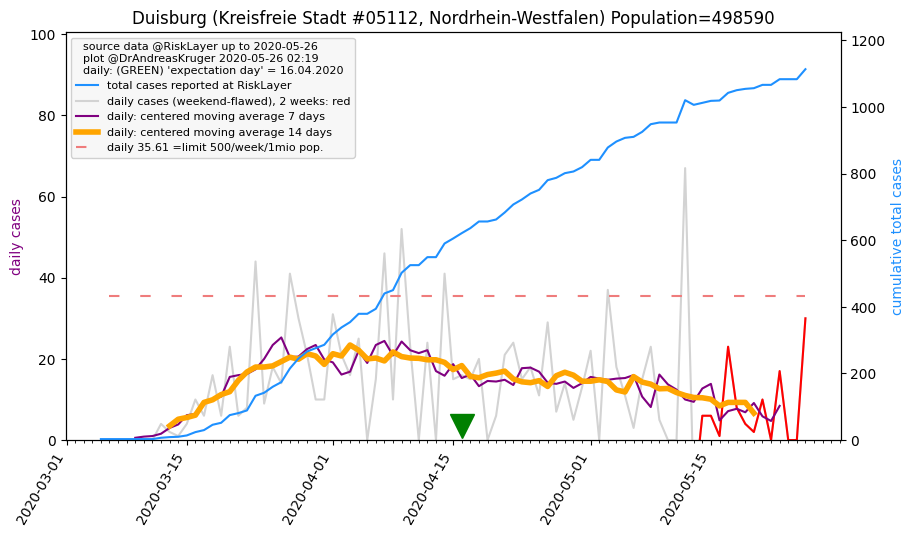 Duisburg (Kreisfreie Stadt #05112, Nordrhein-Westfalen) Population=498590
source data @RiskLayer up to 2020-05-26
plot @DrAndreasKruger 2020-05-26 02:19
daily: (GREEN) 'expectation day' = 16.04.2020
total cases reported at RiskLayer
daily cases (weekend-flawed), 2 weeks: red
daily: centered moving average 7 days
daily: centered moving average 14 days
daily 35.61 =limit 500/week/1mio pop.
daily cases
100
80
60
40
20
0
cumulative total cases
1200
1000
800
600
400
200
0
2020-03-01
2020-03-15
2020-04-01
2020-04-15
2020-05-01
2020-05-15